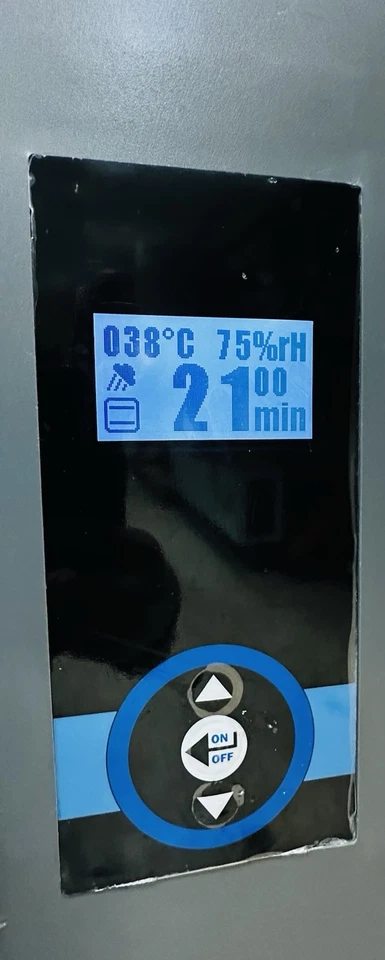 038°C 75%rH
21 00
min
ON
OFF